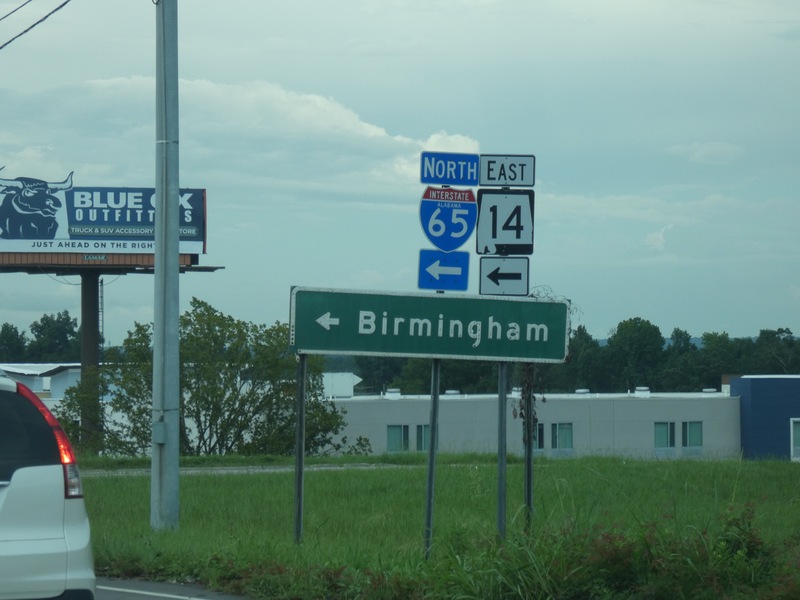 NORTH
EAST
INTERSTATE
ALABAMA
65
14
Birmingham
BLUE OX
OUTFITTERS
TRUCK & SUV ACCESSORY STORE
JUST AHEAD ON THE RIGHT
LAMAR